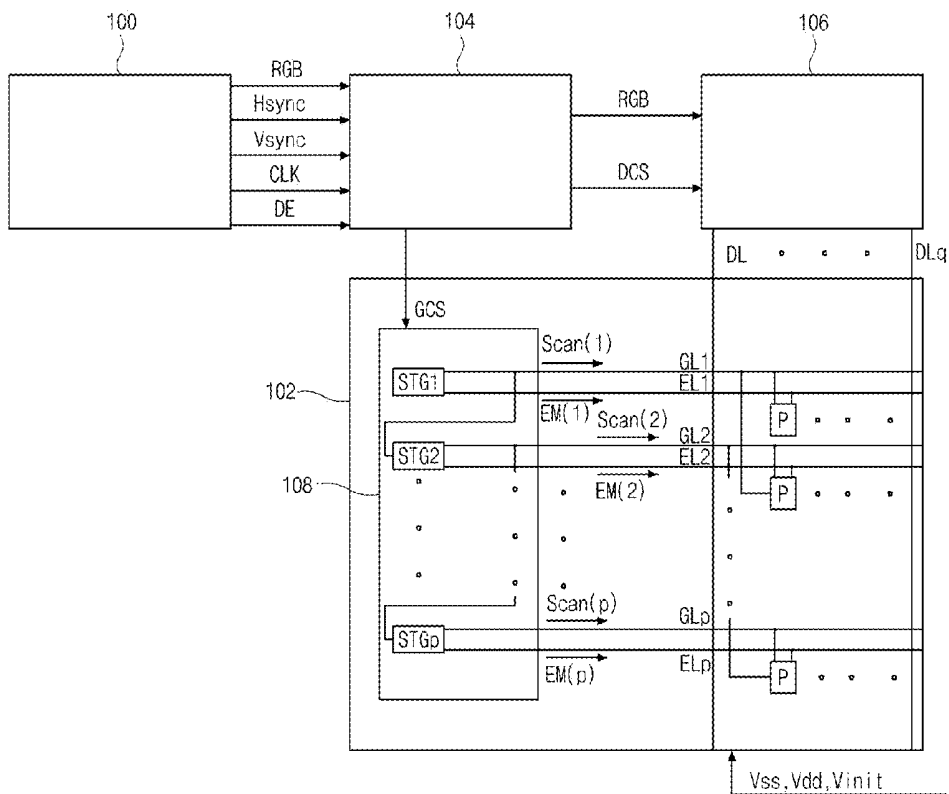 100
104
106
RGB
Hsync
Vsync
CLK
DE
RGB
DCS
DL
DLq
GCS
102
108
STG1
Scan(1)
GL1
EL1
EM(1)
P
STG2
Scan(2)
GL2
EL2
EM(2)
P
STGp
Scan(p)
GLp
ELp
EM(p)
P
Vss,Vdd,Vinit